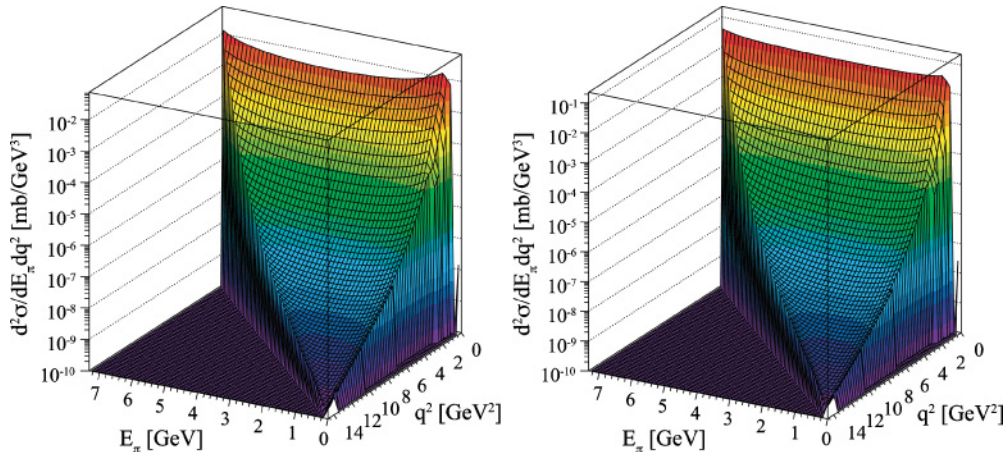 d²σ/dE_π dq² [mb/GeV³]
10⁻²
10⁻³
10⁻⁴
10⁻⁵
10⁻⁶
10⁻⁷
10⁻⁸
10⁻⁹
10⁻¹⁰
7 6 5 4 3 2 1 0
E_π [GeV]
14 12 10 8 6 4 2 0
q² [GeV²]
d²σ/dE_π dq² [mb/GeV³]
10⁻¹
10⁻²
10⁻³
10⁻⁴
10⁻⁵
10⁻⁶
10⁻⁷
10⁻⁸
10⁻⁹
10⁻¹⁰
7 6 5 4 3 2 1 0
E_π [GeV]
14 12 10 8 6 4 2 0
q² [GeV²]